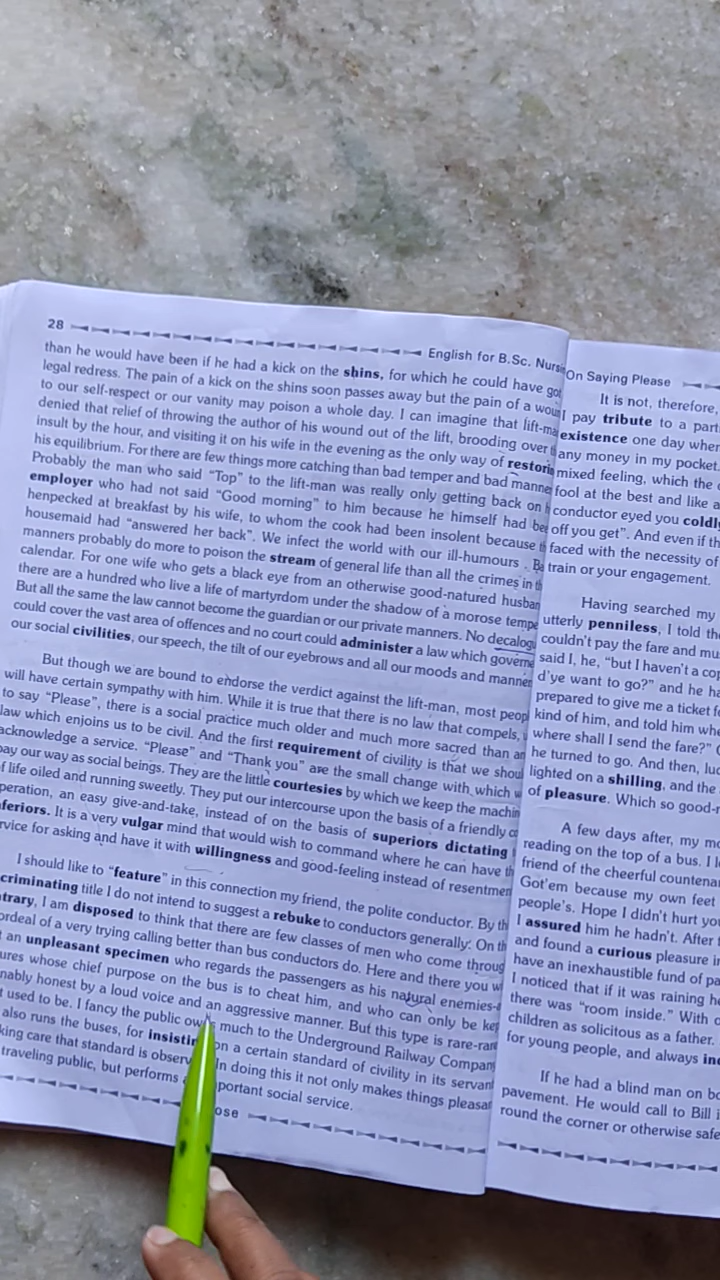 28
English for B.Sc. Nursi
than he would have been if he had a kick on the shins, for which he could have got
legal redress. The pain of a kick on the shins soon passes away but the pain of a wou
to our self-respect or our vanity may poison a whole day. I can imagine that lift-ma
denied that relief of throwing the author of his wound out of the lift, brooding over
insult by the hour, and visiting it on his wife in the evening as the only way of restorin
his equilibrium. For there are few things more catching than bad temper and bad manne
Probably the man who said "Top" to the lift-man was really only getting back on h
employer who had not said "Good morning" to him because he himself had be
henpecked at breakfast by his wife, to whom the cook had been insolent because
housemaid had "answered her back". We infect the world with our ill-humours . Ba
manners probably do more to poison the stream of general life than all the crimes in th
calendar. For one wife who gets a black eye from an otherwise good-natured husban
there are a hundred who live a life of martyrdom under the shadow of a morose tempe
But all the same the law cannot become the guardian or our private manners. No decalog
could cover the vast area of offences and no court could administer a law which governe
our social civilities, our speech, the tilt of our eyebrows and all our moods and manner
But though we are bound to endorse the verdict against the lift-man, most peop
will have certain sympathy with him. While it is true that there is no law that compels,
to say "Please", there is a social practice much older and much more sacred than an
law which enjoins us to be civil. And the first requirement of civility is that we shou
acknowledge a service. "Please" and "Thank you" are the small change with which w
pay our way as social beings. They are the little courtesies by which we keep the machin
f life oiled and running sweetly. They put our intercourse upon the basis of a friendly co
peration, an easy give-and-take, instead of on the basis of superiors dictating
feriors. It is a very vulgar mind that would wish to command where he can have th
rvice for asking and have it with willingness and good-feeling instead of resentmen
I should like to "feature" in this connection my friend, the polite conductor. By th
criminating title I do not intend to suggest a rebuke to conductors generally: On th
trary, I am disposed to think that there are few classes of men who come throug
ordeal of a very trying calling better than bus conductors do. Here and there you w
t an unpleasant specimen who regards the passengers as his natural enemies-
ures whose chief purpose on the bus is to cheat him, and who can only be kep
nably honest by a loud voice and an aggressive manner. But this type is rare-rar
t used to be. I fancy the public ow much to the Underground Railway Company
also runs the buses, for insistin on a certain standard of civility in its servant
king care that standard is observ In doing this it not only makes things pleasan
traveling public, but performs portant social service.
ose
On Saying Please
It is not, therefore,
I pay tribute to a part
existence one day when
any money in my pocket.
mixed feeling, which the
fool at the best and like a
conductor eyed you coldly
off you get". And even if th
faced with the necessity of
train or your engagement.
Having searched my
utterly penniless, I told th
couldn't pay the fare and mu
said I, he, "but I haven't a cop
d'ye want to go?" and he ha
prepared to give me a ticket f
kind of him, and told him whe
where shall I send the fare?"
he turned to go. And then, luc
lighted on a shilling, and the
of pleasure. Which so good-n
A few days after, my mo
reading on the top of a bus. I l
friend of the cheerful countenan
Got'em because my own feet
people's. Hope I didn't hurt yo
I assured him he hadn't. After
and found a curious pleasure in
have an inexhaustible fund of pa
I noticed that if it was raining h
there was "room inside." With o
children as solicitous as a father.
for young people, and always ind
If he had a blind man on bo
pavement. He would call to Bill i
round the corner or otherwise safe